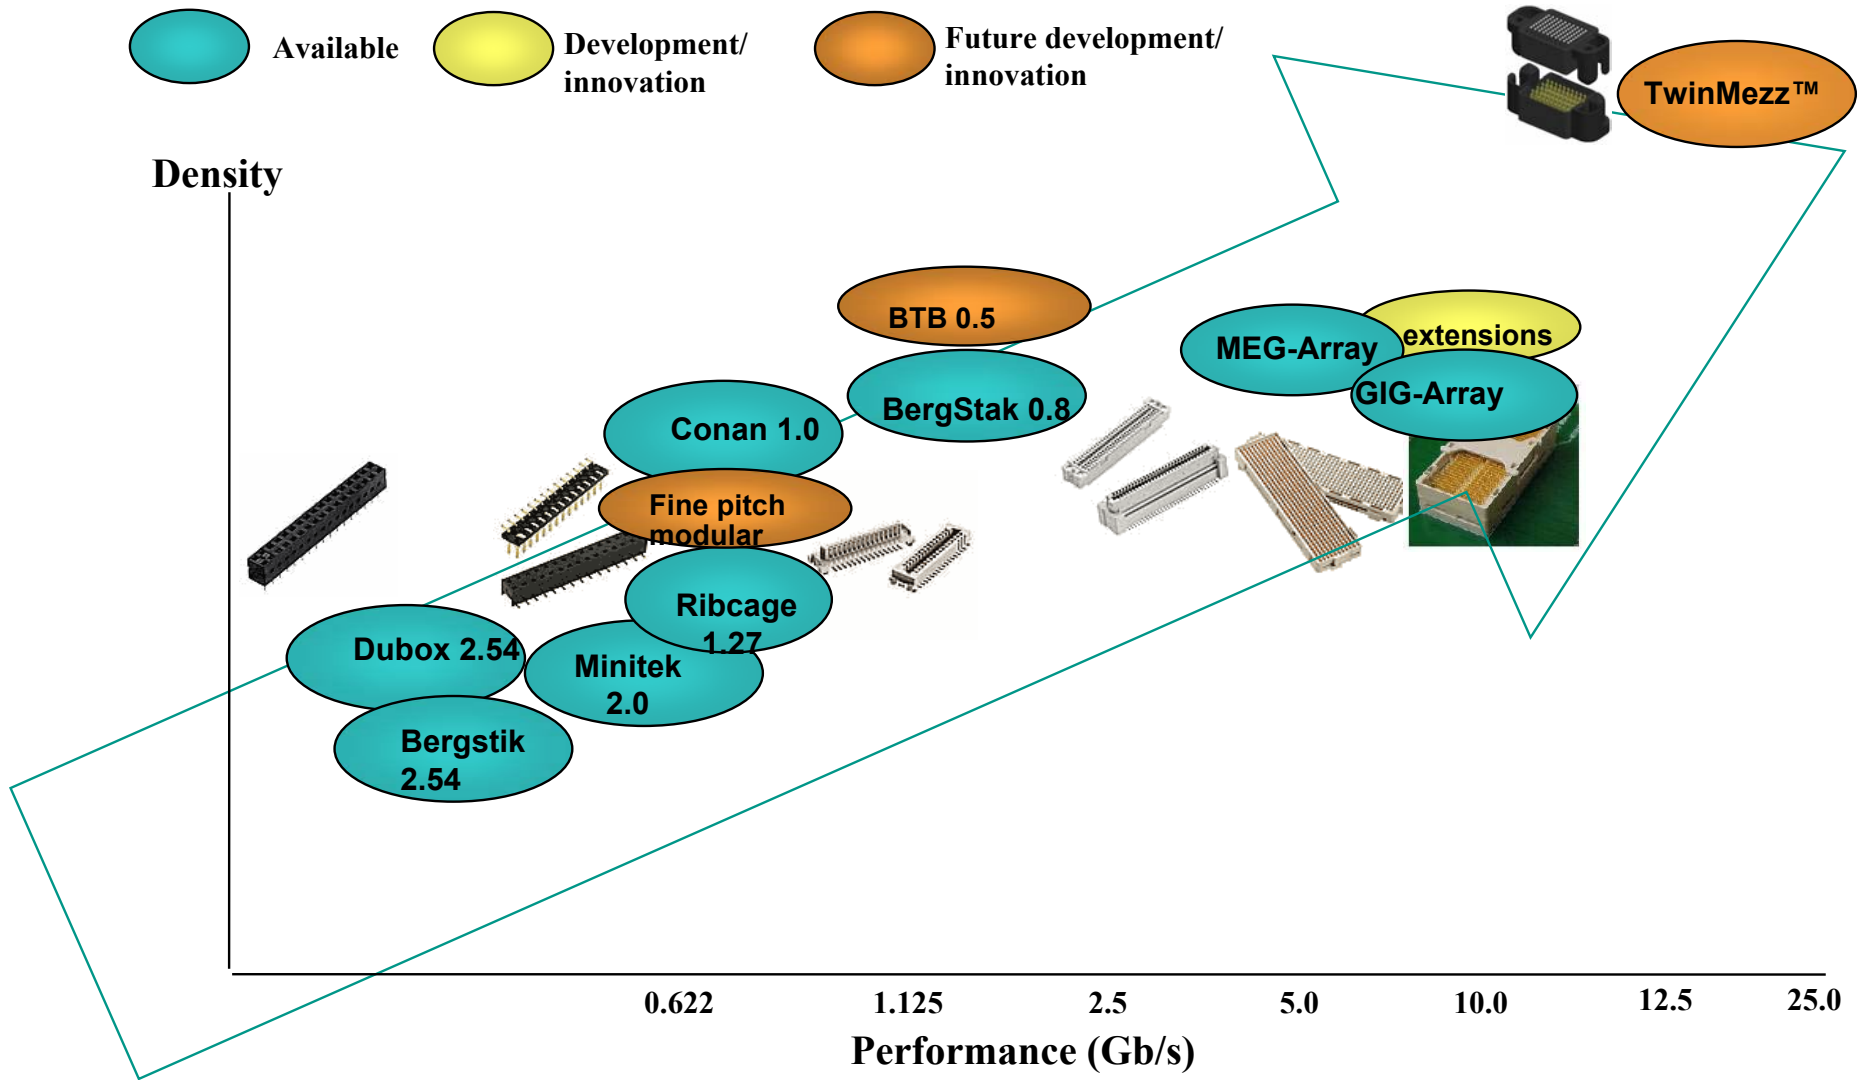 Available
Development/
innovation
Future development/
innovation
TwinMezz™
Density
BTB 0.5
extensions
MEG-Array
GIG-Array
BergStak 0.8
Conan 1.0
Fine pitch
modular
Ribcage
1.27
Dubox 2.54
Minitek
2.0
Bergstik
2.54
0.622
1.125
2.5
5.0
10.0
12.5
25.0
Performance (Gb/s)